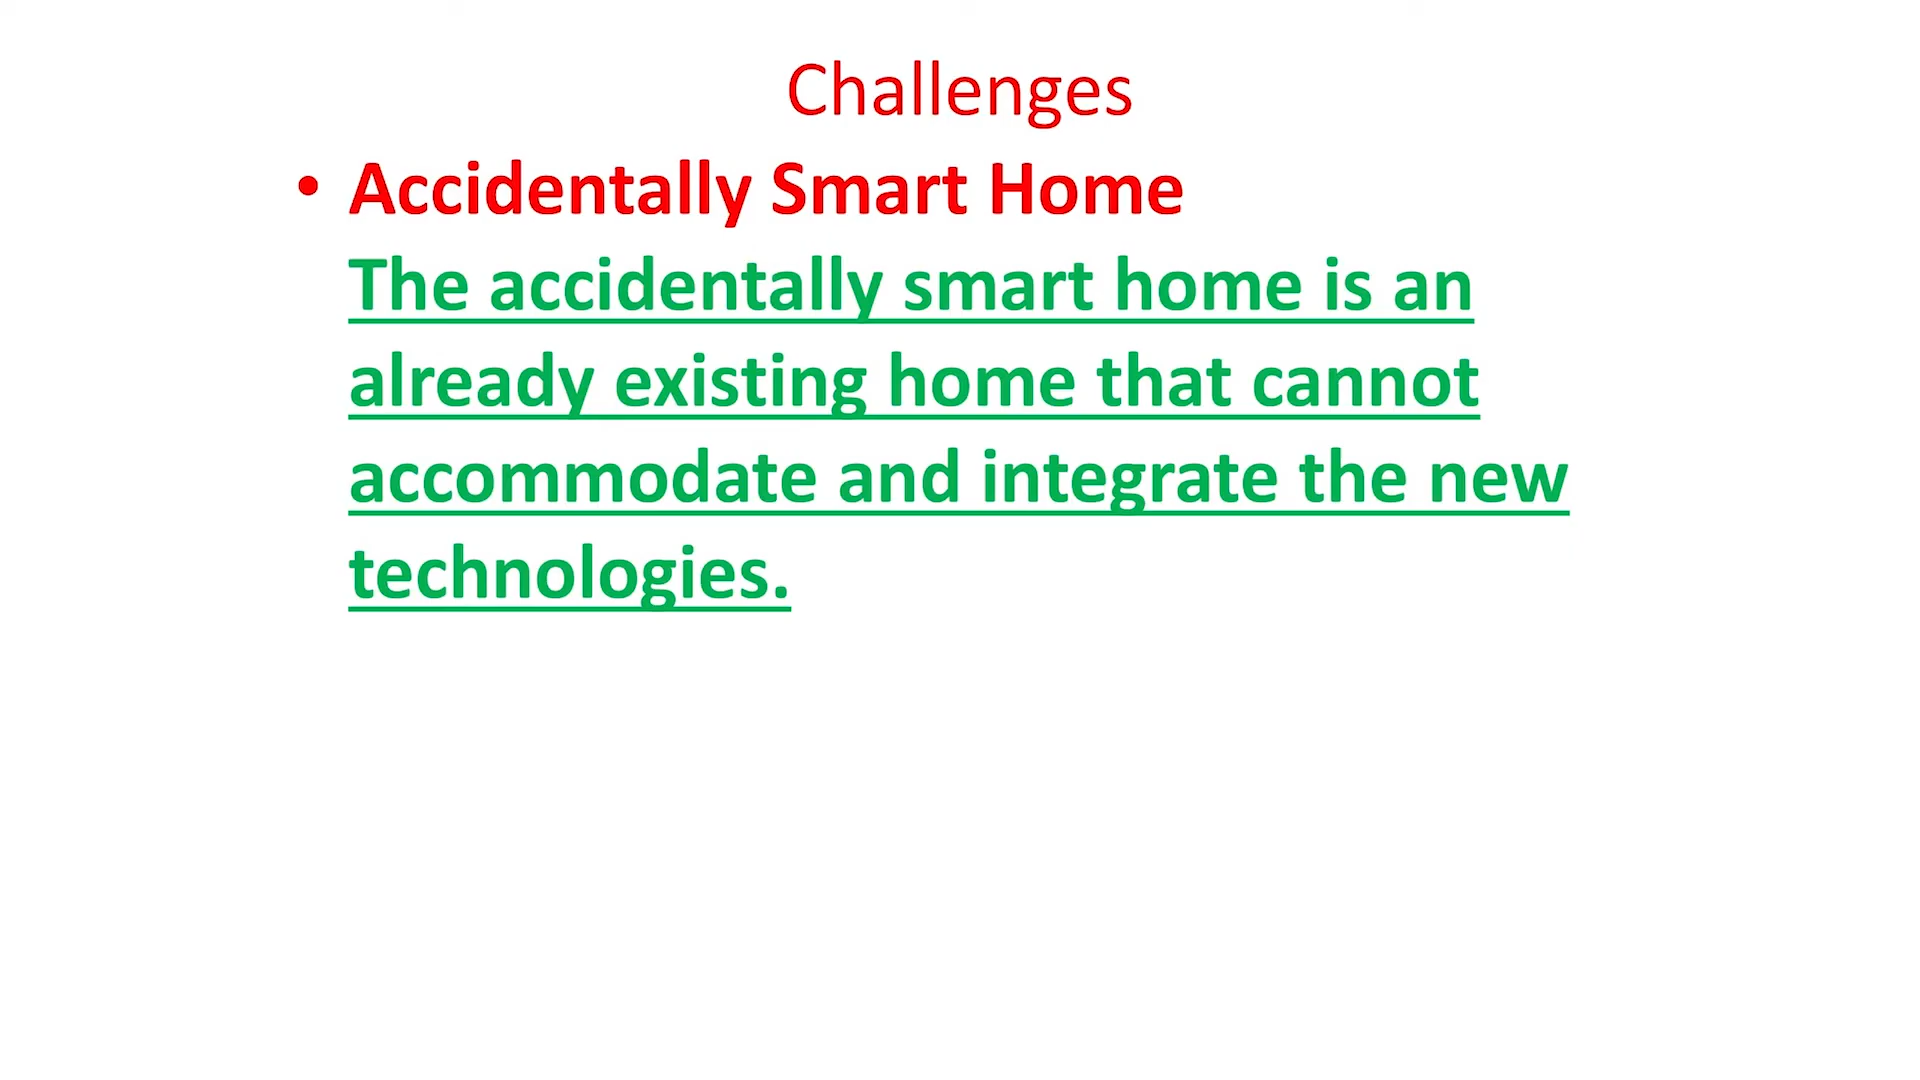 Challenges
• Accidentally Smart Home
The accidentally smart home is an
already existing home that cannot
accommodate and integrate the new
technologies.